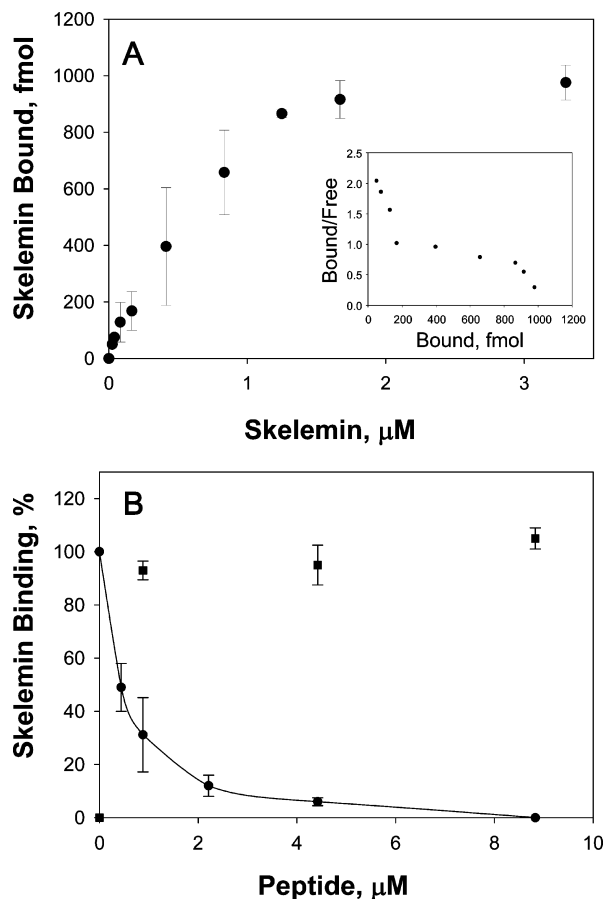 A
Skelemin Bound, fmol
1200
1000
800
600
400
200
0
0 1 2 3
Skelemin, μM
Bound/Free
2.5
2.0
1.5
1.0
0.5
0.0
0 200 400 600 800 1000 1200
Bound, fmol
B
Skelemin Binding, %
120
100
80
60
40
20
0
0 2 4 6 8 10
Peptide, μM